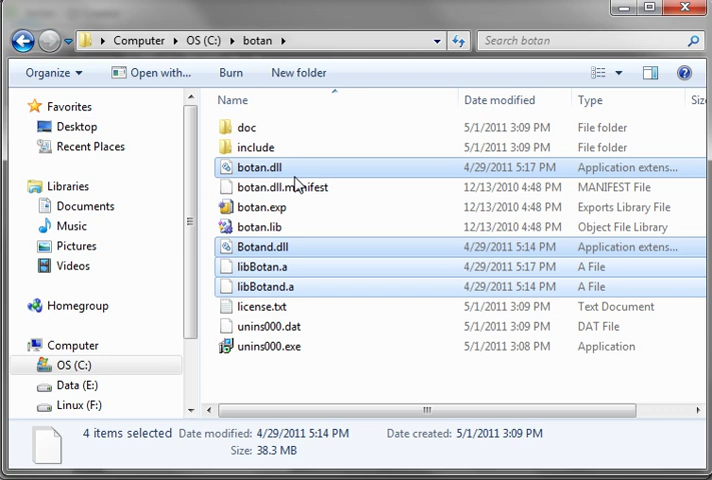 Computer ▸ OS (C:) ▸ botan ▸
Search botan
Organize ▾ Open with... Burn New folder
Favorites
Desktop
Recent Places
Libraries
Documents
Music
Pictures
Videos
Homegroup
Computer
OS (C:)
Data (E:)
Linux (F:)
Name Date modified Type Siz
doc 5/1/2011 3:09 PM File folder
include 5/1/2011 3:09 PM File folder
botan.dll 4/29/2011 5:17 PM Application extens...
botan.dll.manifest 12/13/2010 4:48 PM MANIFEST File
botan.exp 12/13/2010 4:48 PM Exports Library File
botan.lib 12/13/2010 4:48 PM Object File Library
Botand.dll 4/29/2011 5:14 PM Application extens...
libBotan.a 4/29/2011 5:17 PM A File
libBotand.a 4/29/2011 5:14 PM A File
license.txt 5/1/2011 3:09 PM Text Document
unins000.dat 5/1/2011 3:09 PM DAT File
unins000.exe 5/1/2011 3:08 PM Application
4 items selected Date modified: 4/29/2011 5:14 PM Date created: 5/1/2011 3:09 PM
Size: 38.3 MB